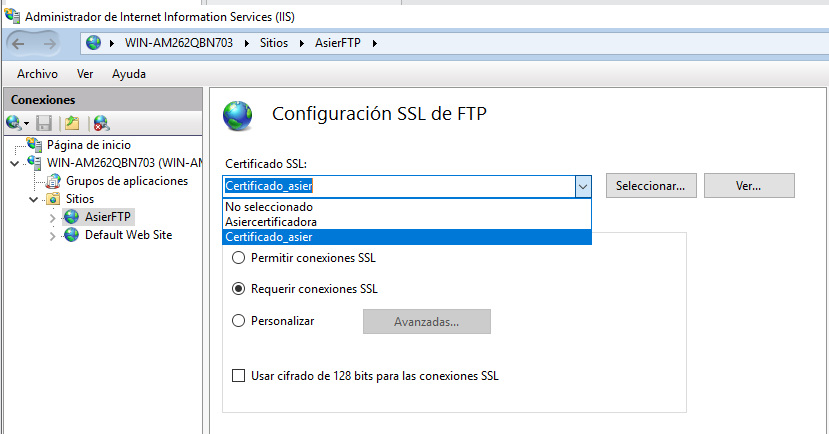 Administrador de Internet Information Services (IIS)
WIN-AM262QBN703 Sitios AsierFTP
Archivo Ver Ayuda
Conexiones
Página de inicio
WIN-AM262QBN703 (WIN-AM
Grupos de aplicaciones
Sitios
AsierFTP
Default Web Site
Configuración SSL de FTP
Certificado SSL:
Certificado_asier
Seleccionar... Ver...
No seleccionado
Asiercertificadora
Certificado_asier
Permitir conexiones SSL
Requerir conexiones SSL
Personalizar Avanzadas...
Usar cifrado de 128 bits para las conexiones SSL